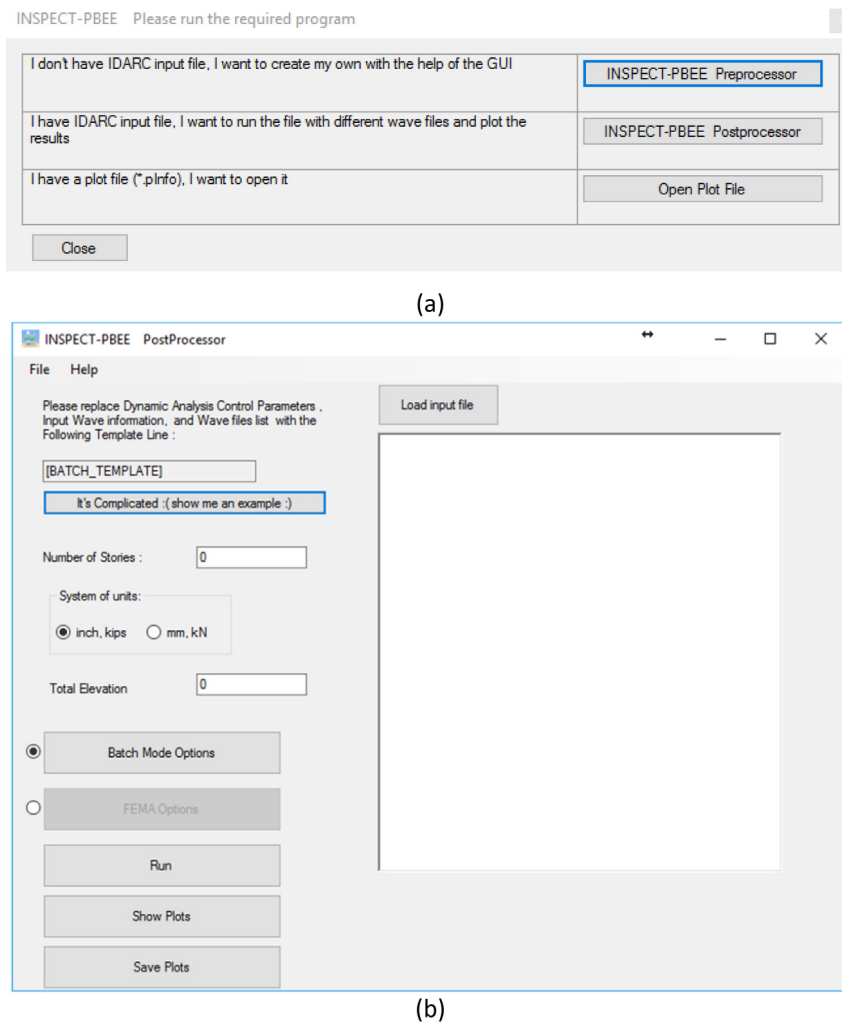 INSPECT-PBEE Please run the required program
I don't have IDARC input file, I want to create my own with the help of the GUI
INSPECT-PBEE Preprocessor
I have IDARC input file, I want to run the file with different wave files and plot the
results
INSPECT-PBEE Postprocessor
I have a plot file (*.pInfo), I want to open it
Open Plot File
Close
(a)
INSPECT-PBEE PostProcessor
File Help
Please replace Dynamic Analysis Control Parameters ,
Input Wave information, and Wave files list with the
Following Template Line :
[BATCH_TEMPLATE]
It's Complicated :( show me an example :)
Load input file
Number of Stories :
0
System of units:
inch, kips
mm, kN
Total Elevation
0
Batch Mode Options
FEMA Options
Run
Show Plots
Save Plots
(b)